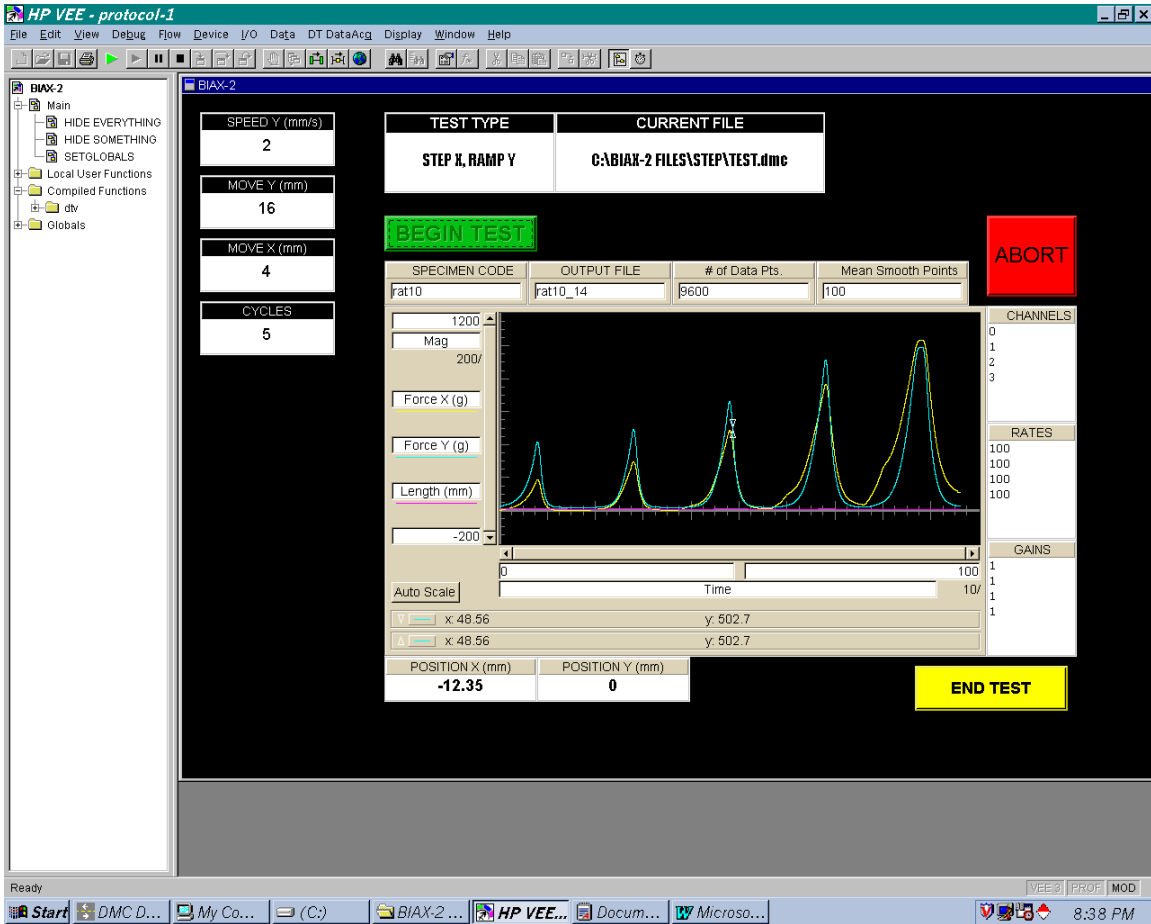 HP VEE - protocol-1
File Edit View Debug Flow Device I/O Data DT DataAcq Display Window Help
BIAX-2
Main
HIDE EVERYTHING
HIDE SOMETHING
SETGLOBALS
Local User Functions
Compiled Functions
dtv
Globals
BIAX-2
SPEED Y (mm/s)
2
MOVE Y (mm)
16
MOVE X (mm)
4
CYCLES
5
TEST TYPE CURRENT FILE
STEP X, RAMP Y C:\BIAX-2 FILES\STEP\TEST.dmc
BEGIN TEST
ABORT
SPECIMEN CODE OUTPUT FILE # of Data Pts. Mean Smooth Points
rat10 rat10_14 9600 100
1200
Mag
200/
Force X (g)
Force Y (g)
Length (mm)
-200
0 100
Auto Scale Time 10/
x: 48.56 y: 502.7
x: 48.56 y: 502.7
CHANNELS
0
1
2
3
RATES
100
100
100
100
GAINS
1
1
1
1
POSITION X (mm) POSITION Y (mm)
-12.35 0
END TEST
Ready VEE 3 PROF MOD
Start DMC D... My Co... (C:) BIAX-2 ... HP VEE... Docum... Microso... 8:38 PM